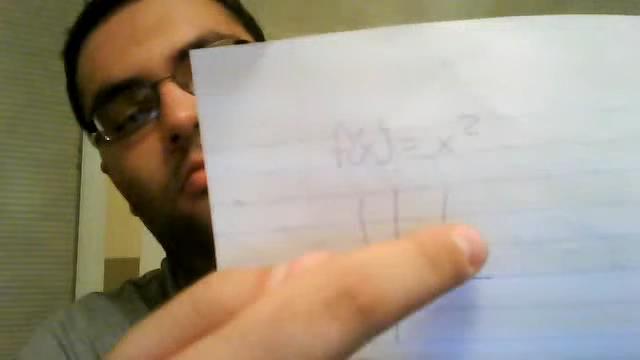 f(x) = x²